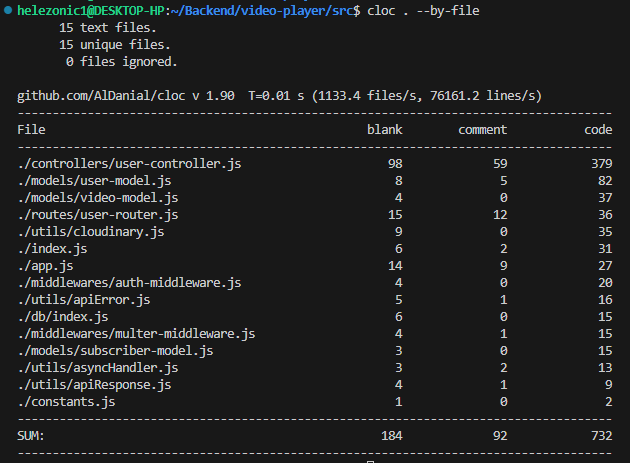 helezonic1@DESKTOP-HP:~/Backend/video-player/src$ cloc . --by-file
      15 text files.
      15 unique files.
       0 files ignored.

github.com/AlDanial/cloc v 1.90  T=0.01 s (1133.4 files/s, 76161.2 lines/s)
-------------------------------------------------------------------------------
File                                        blank        comment           code
-------------------------------------------------------------------------------
./controllers/user-controller.js               98             59            379
./models/user-model.js                          8              5             82
./models/video-model.js                         4              0             37
./routes/user-router.js                        15             12             36
./utils/cloudinary.js                           9              0             35
./index.js                                      6              2             31
./app.js                                       14              9             27
./middlewares/auth-middleware.js                4              0             20
./utils/apiError.js                             5              1             16
./db/index.js                                   6              0             15
./middlewares/multer-middleware.js              4              1             15
./models/subscriber-model.js                    3              0             15
./utils/asyncHandler.js                         3              2             13
./utils/apiResponse.js                          4              1              9
./constants.js                                  1              0              2
-------------------------------------------------------------------------------
SUM:                                          184             92            732
-------------------------------------------------------------------------------